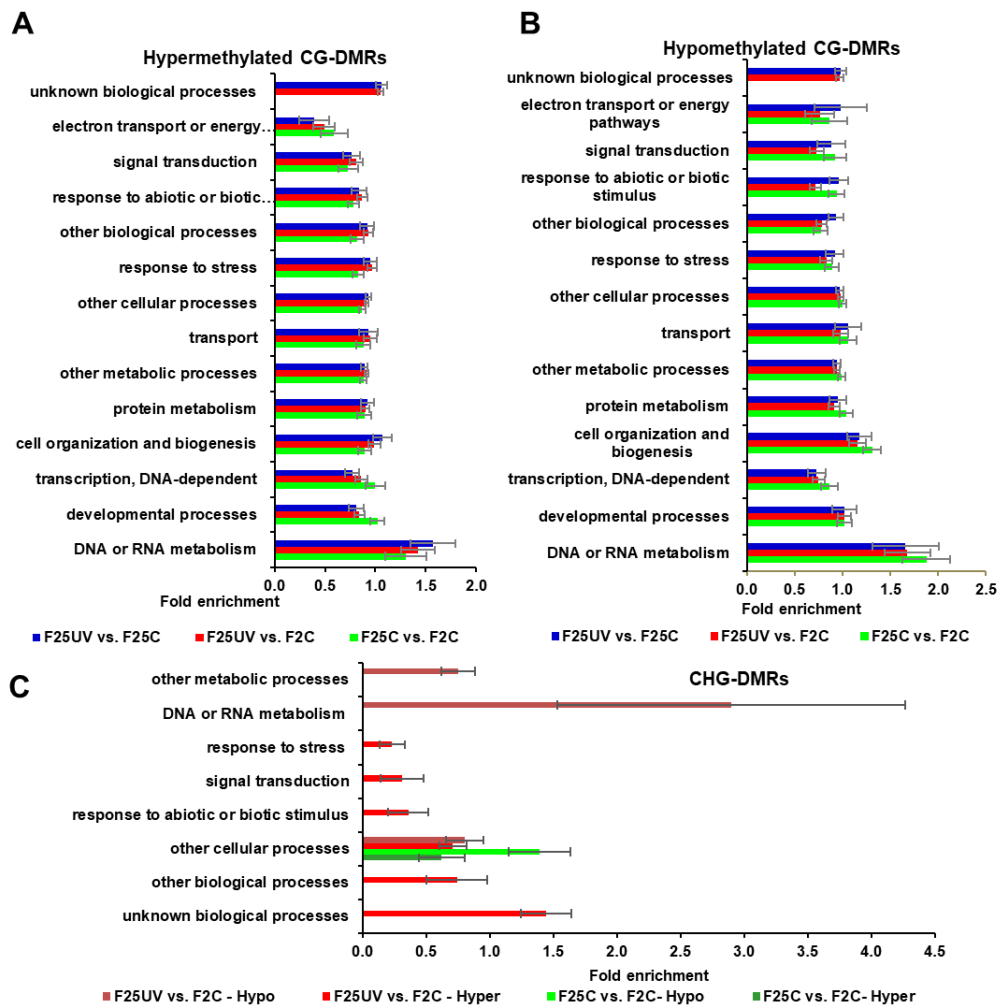 A
Hypermethylated CG-DMRs
unknown biological processes
electron transport or energy...
signal transduction
response to abiotic or biotic...
other biological processes
response to stress
other cellular processes
transport
other metabolic processes
protein metabolism
cell organization and biogenesis
transcription, DNA-dependent
developmental processes
DNA or RNA metabolism
0.0 0.5 1.0 1.5 2.0
Fold enrichment
F25UV vs. F25C F25UV vs. F2C F25C vs. F2C
B
Hypomethylated CG-DMRs
unknown biological processes
electron transport or energy
pathways
signal transduction
response to abiotic or biotic
stimulus
other biological processes
response to stress
other cellular processes
transport
other metabolic processes
protein metabolism
cell organization and
biogenesis
transcription, DNA-dependent
developmental processes
DNA or RNA metabolism
0.0 0.5 1.0 1.5 2.0 2.5
Fold enrichment
F25UV vs. F25C F25UV vs. F2C F25C vs. F2C
C
CHG-DMRs
other metabolic processes
DNA or RNA metabolism
response to stress
signal transduction
response to abiotic or biotic stimulus
other cellular processes
other biological processes
unknown biological processes
0.0 0.5 1.0 1.5 2.0 2.5 3.0 3.5 4.0 4.5
Fold enrichment
F25UV vs. F2C - Hypo F25UV vs. F2C - Hyper F25C vs. F2C- Hypo F25C vs. F2C- Hyper